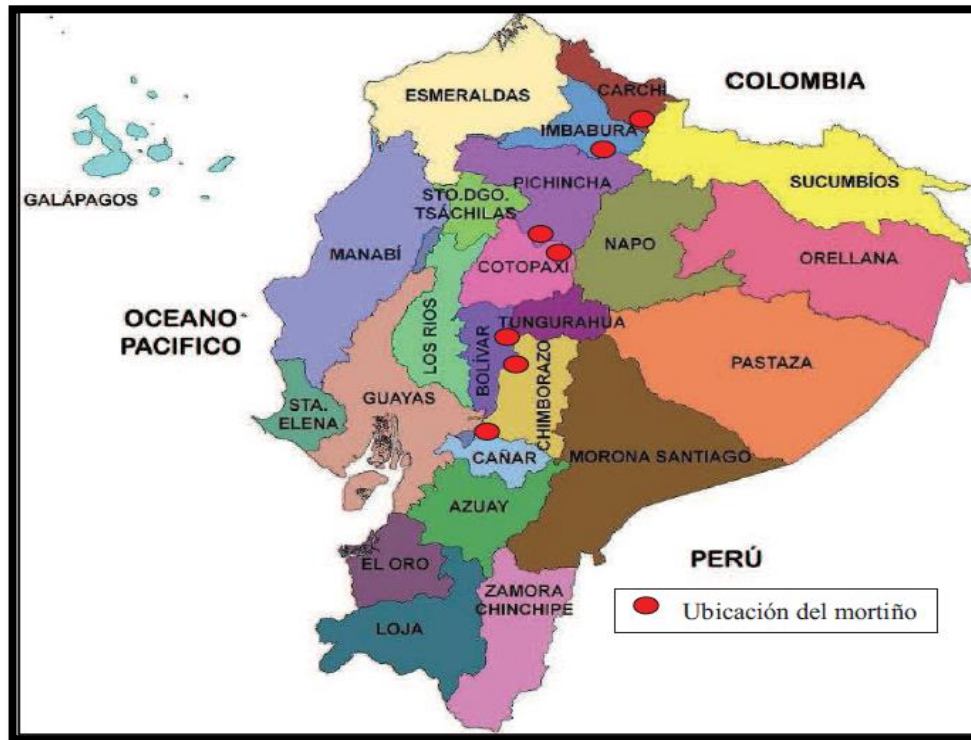 COLOMBIA
ESMERALDAS
CARCHI
IMBABURA
GALÁPAGOS
PICHINCHA
SUCUMBÍOS
STO.DGO.
TSÁCHILAS
MANABÍ
NAPO
ORELLANA
COTOPAXI
OCEANO
PACIFICO
LOS RIOS
TUNGURAHUA
BOLÍVAR
CHIMBORAZO
PASTAZA
STA.
ELENA
GUAYAS
CAÑAR
MORONA SANTIAGO
AZUAY
EL ORO
PERÚ
ZAMORA
CHINCHIPE
LOJA
Ubicación del mortiño